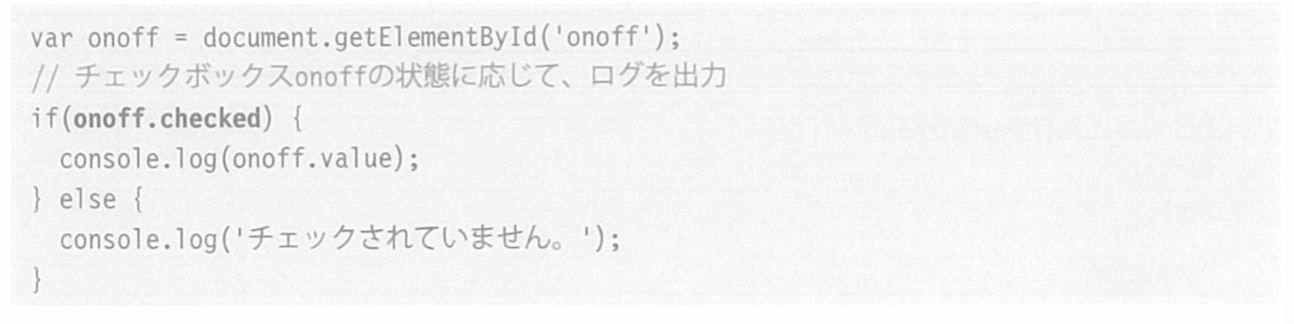 var onoff = document.getElementById('onoff');
// チェックボックスonoffの状態に応じて、ログを出力
if(onoff.checked) {
  console.log(onoff.value);
} else {
  console.log('チェックされていません。');
}